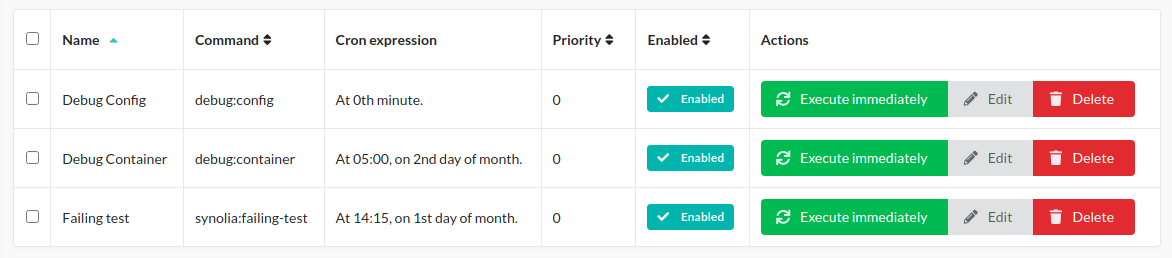 Name Command Cron expression Priority Enabled Actions
Debug Config debug:config At 0th minute. 0 Enabled Execute immediately Edit Delete
Debug Container debug:container At 05:00, on 2nd day of month. 0 Enabled Execute immediately Edit Delete
Failing test synolia:failing-test At 14:15, on 1st day of month. 0 Enabled Execute immediately Edit Delete